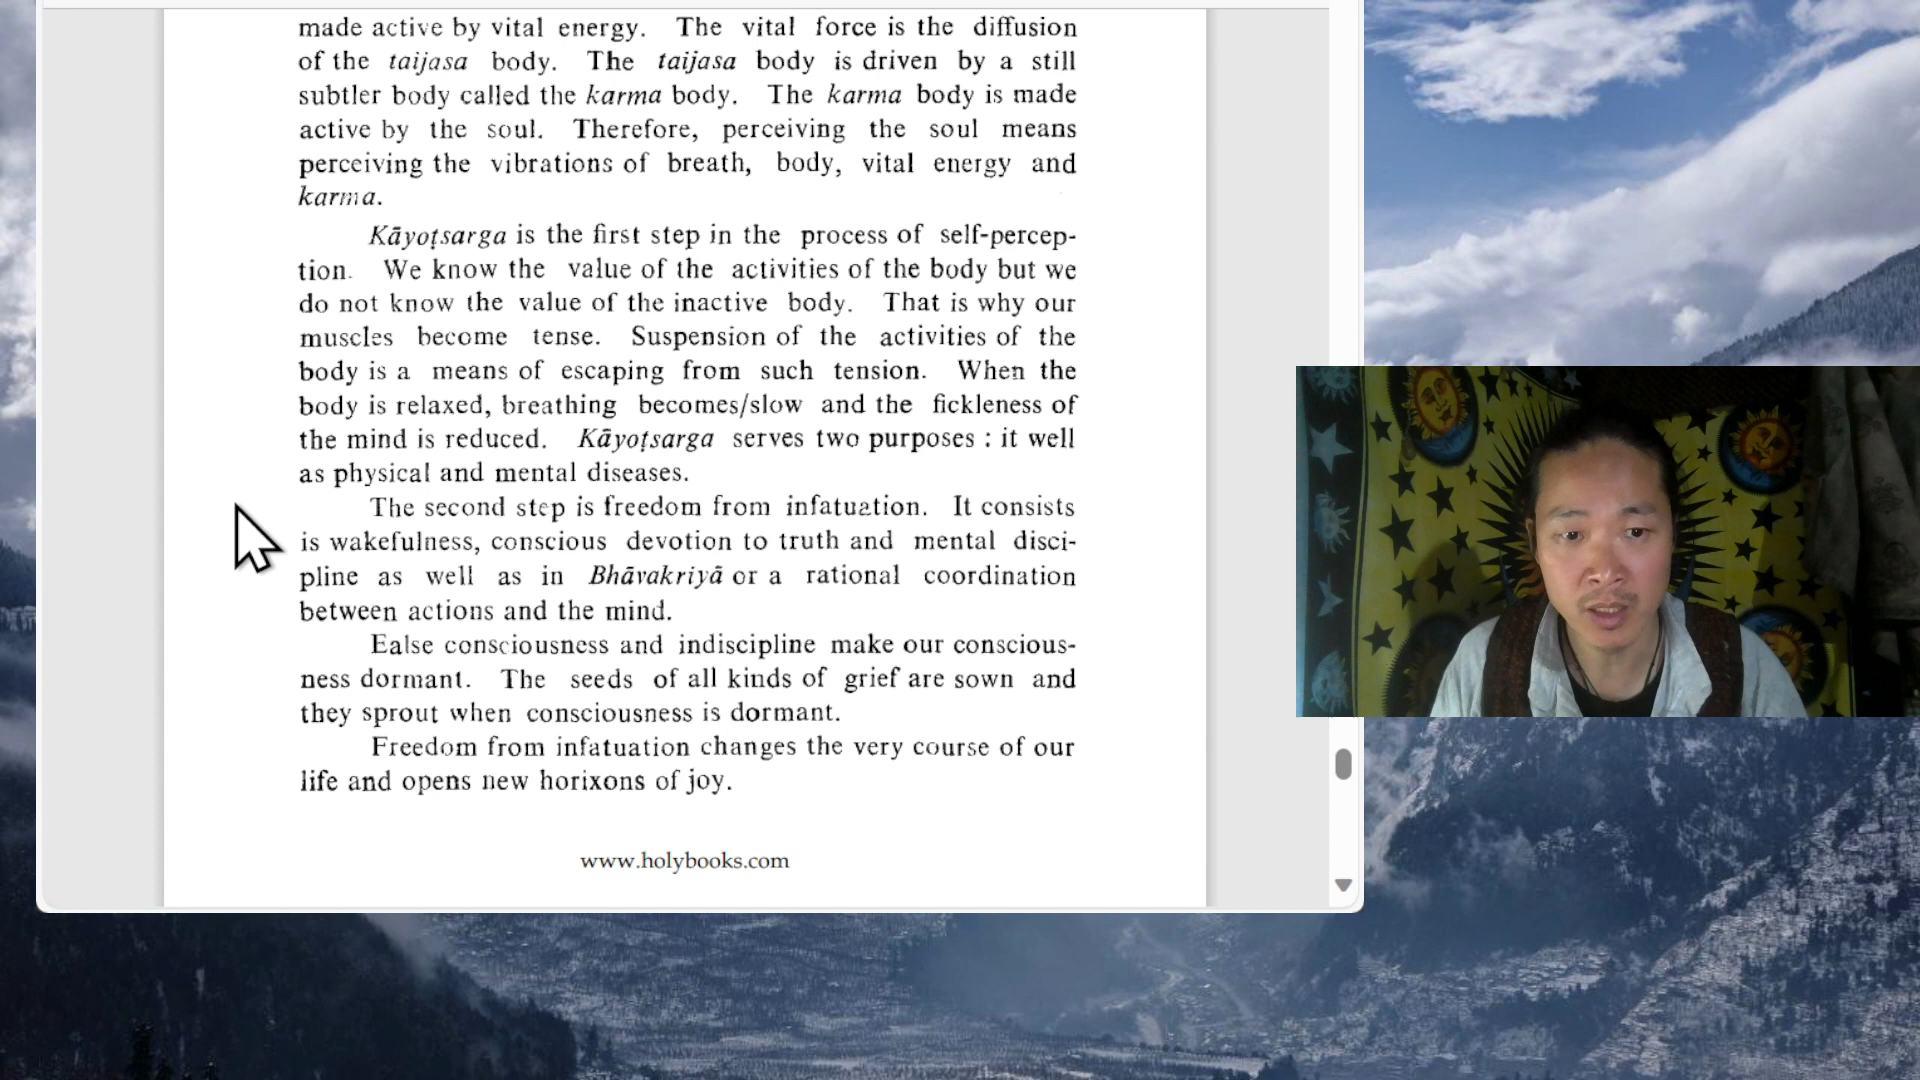 made active by vital energy. The vital force is the diffusion
of the taijasa body. The taijasa body is driven by a still
subtler body called the karma body. The karma body is made
active by the soul. Therefore, perceiving the soul means
perceiving the vibrations of breath, body, vital energy and
karma.
Kāyoṭsarga is the first step in the process of self-percep-
tion. We know the value of the activities of the body but we
do not know the value of the inactive body. That is why our
muscles become tense. Suspension of the activities of the
body is a means of escaping from such tension. When the
body is relaxed, breathing becomes/slow and the fickleness of
the mind is reduced. Kāyoṭsarga serves two purposes : it well
as physical and mental diseases.
The second step is freedom from infatuation. It consists
is wakefulness, conscious devotion to truth and mental disci-
pline as well as in Bhāvakriyā or a rational coordination
between actions and the mind.
Ealse consciousness and indiscipline make our conscious-
ness dormant. The seeds of all kinds of grief are sown and
they sprout when consciousness is dormant.
Freedom from infatuation changes the very course of our
life and opens new horixons of joy.
www.holybooks.com